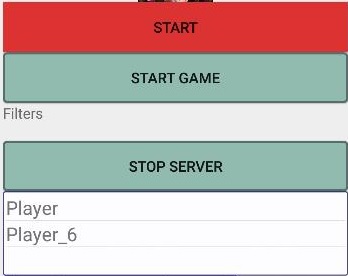 START
START GAME
Filters
STOP SERVER
Player
Player_6